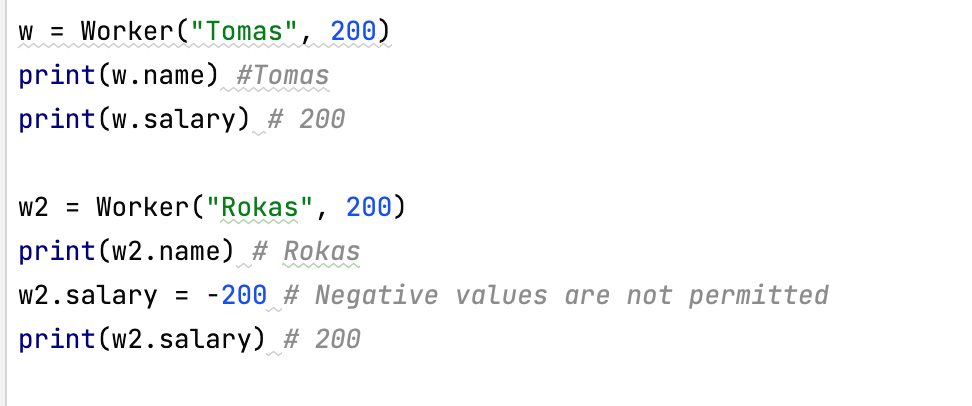 w = Worker("Tomas", 200)
print(w.name) #Tomas
print(w.salary) # 200
w2 = Worker("Rokas", 200)
print(w2.name) # Rokas
w2.salary = -200 # Negative values are not permitted
print(w2.salary) # 200